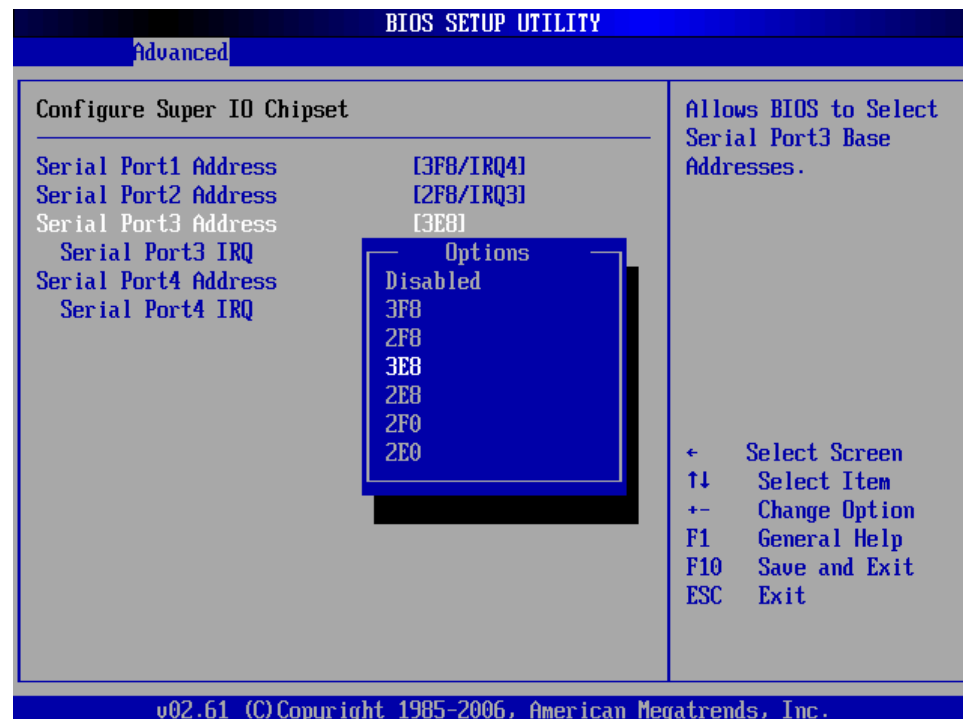 BIOS SETUP UTILITY
Advanced
Configure Super IO Chipset
Serial Port1 Address [3F8/IRQ4]
Serial Port2 Address [2F8/IRQ3]
Serial Port3 Address [3E8]
Serial Port3 IRQ
Serial Port4 Address
Serial Port4 IRQ
Options
Disabled
3F8
2F8
3E8
2E8
2F0
2E0
Allows BIOS to Select
Serial Port3 Base
Addresses.
← Select Screen
↑↓ Select Item
+- Change Option
F1 General Help
F10 Save and Exit
ESC Exit
v02.61 (C)Copyright 1985-2006, American Megatrends, Inc.